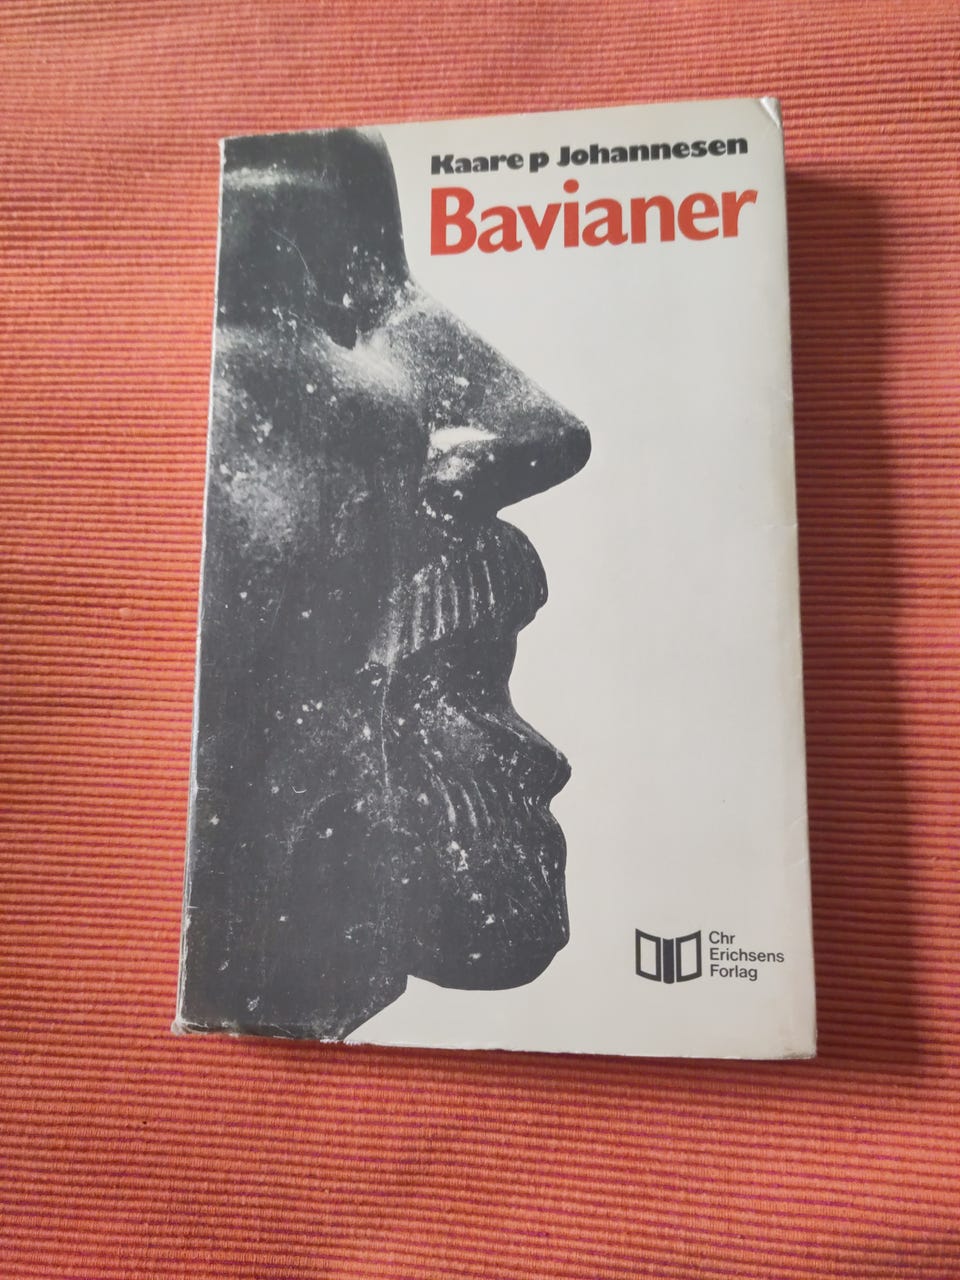 Kaare p Johannesen
Bavianer
Chr
Erichsens
Forlag